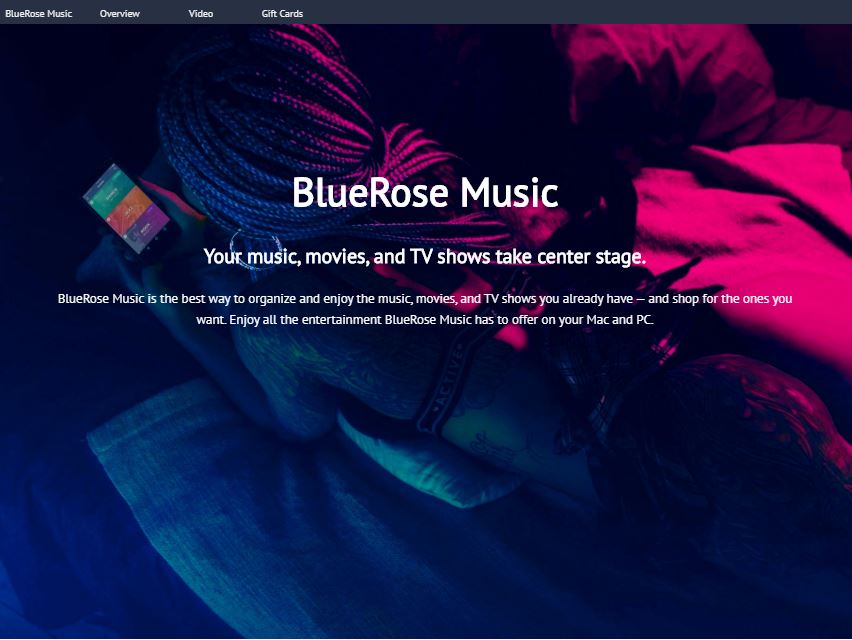 BlueRose Music Overview Video Gift Cards
BlueRose Music
Your music, movies, and TV shows take center stage.
BlueRose Music is the best way to organize and enjoy the music, movies, and TV shows you already have — and shop for the ones you
want. Enjoy all the entertainment BlueRose Music has to offer on your Mac and PC.
ACTIVE